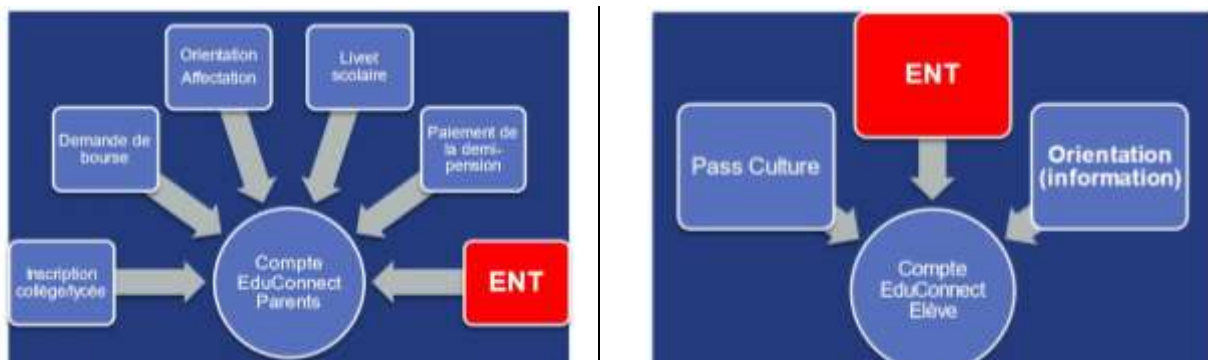 Orientation
Affectation
Livret
scolaire
Demande de
bourse
Paiement de
la demi-
pension
Inscription
collège/lycée
Compte
EduConnect
Parents
ENT
ENT
Pass Culture
Orientation
(information)
Compte
EduConnect
Elève